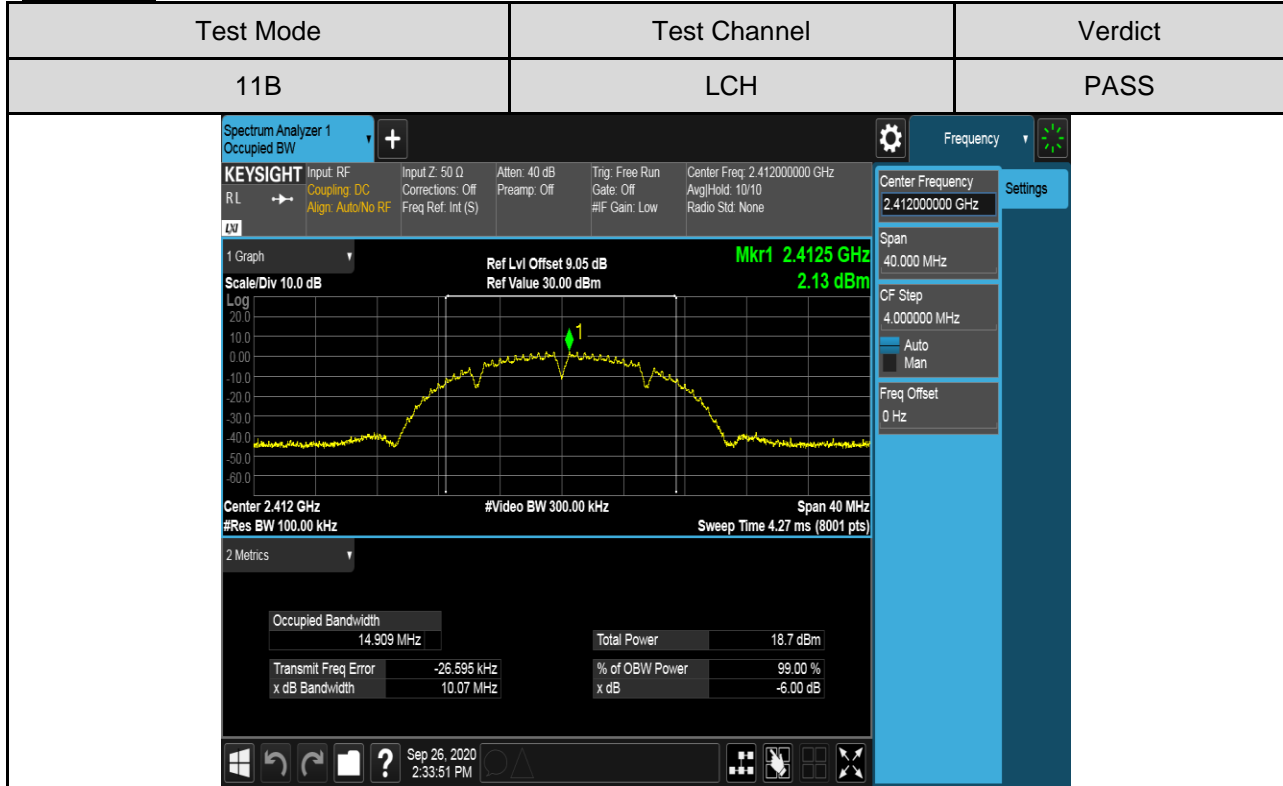 Test Mode Test Channel Verdict
11B LCH PASS
Spectrum Analyzer 1
Occupied BW
+
Frequency
KEYSIGHT
RL
LXI
Input: RF
Coupling: DC
Align: Auto/No RF
Input Z: 50 Ω
Corrections: Off
Freq Ref: Int (S)
Atten: 40 dB
Preamp: Off
Trig: Free Run
Gate: Off
#IF Gain: Low
Center Freq: 2.412000000 GHz
Avg|Hold: 10/10
Radio Std: None
Center Frequency
2.412000000 GHz
Settings
Span
40.000 MHz
CF Step
4.000000 MHz
Auto
Man
Freq Offset
0 Hz
1 Graph
Scale/Div 10.0 dB
Ref Lvl Offset 9.05 dB
Ref Value 30.00 dBm
Mkr1 2.4125 GHz
2.13 dBm
Log
20.0
10.0
0.00
-10.0
-20.0
-30.0
-40.0
-50.0
-60.0
1
Center 2.412 GHz #Video BW 300.00 kHz Span 40 MHz
#Res BW 100.00 kHz Sweep Time 4.27 ms (8001 pts)
2 Metrics
Occupied Bandwidth
14.909 MHz
Total Power 18.7 dBm
Transmit Freq Error -26.595 kHz % of OBW Power 99.00 %
x dB Bandwidth 10.07 MHz x dB -6.00 dB
?
Sep 26, 2020
2:33:51 PM